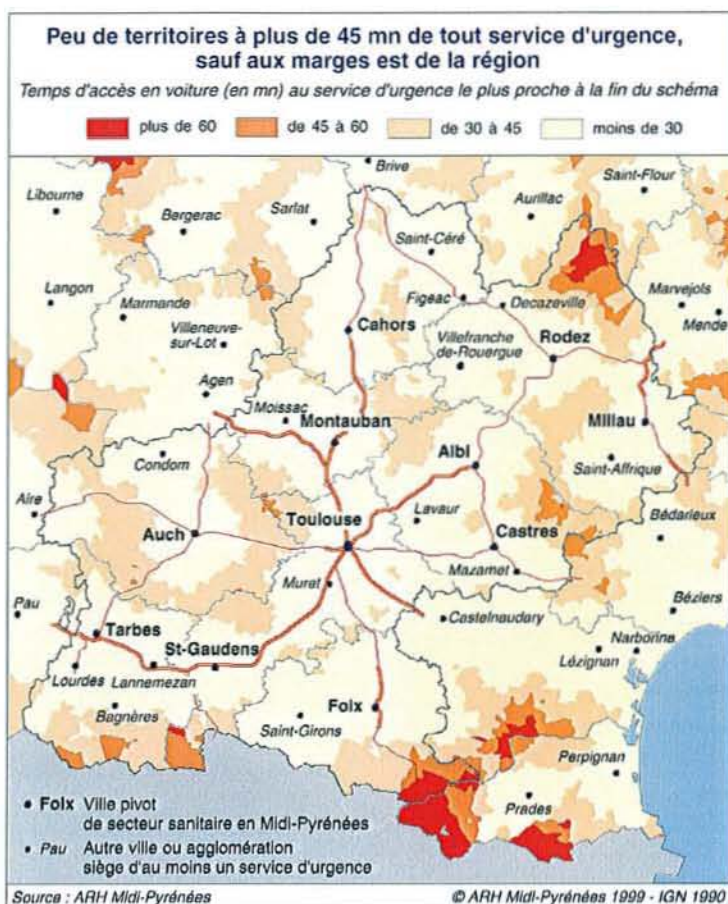 Peu de territoires à plus de 45 mn de tout service d'urgence,
sauf aux marges est de la région
Temps d'accès en voiture (en mn) au service d'urgence le plus proche à la fin du schéma
plus de 60
de 45 à 60
de 30 à 45
moins de 30
Brive
Saint-Flour
Libourne
Aurillac
Bergerac
Sarlat
Saint-Céré
Langon
Marmande
Figeac
Decazeville
Marvejols
Mende
Villeneuve-
sur-Lot
Cahors
Villefranche
de-Rouergue
Rodez
Agen
Moissac
Montauban
Millau
Albi
Condom
Saint-Affrique
Aire
Lavaur
Toulouse
Bédarieux
Auch
Castres
Muret
Mazamet
Pau
Castelnaudary
Béziers
Tarbes
St-Gaudens
Narbonne
Lézignan
Lourdes
Lannemezan
Bagnères
Saint-Girons
Foix
Perpignan
Prades
Foix Ville pivot
de secteur sanitaire en Midi-Pyrénées
Pau Autre ville ou agglomération
siège d'au moins un service d'urgence
Source : ARH Midi-Pyrénées
© ARH Midi-Pyrénées 1999 - IGN 1990